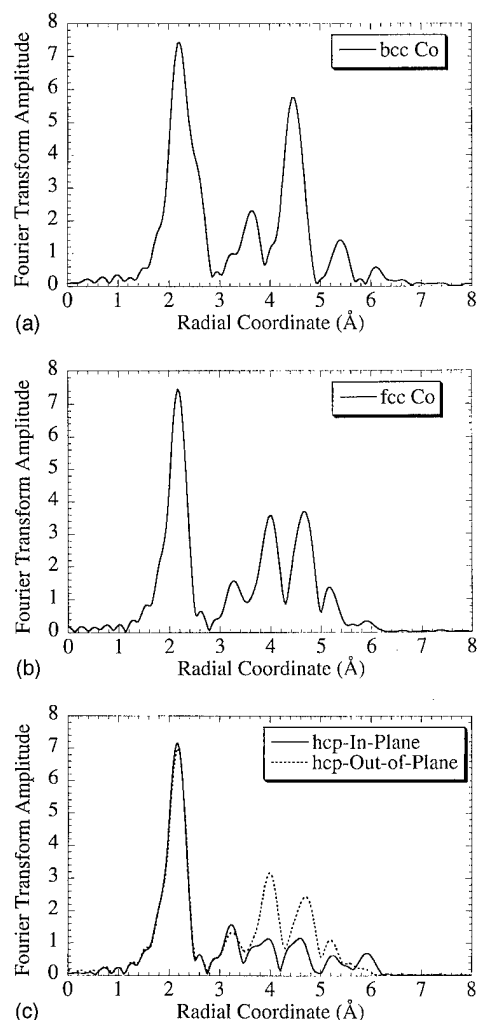 8
7
6
5
4
3
2
1
0
Fourier Transform Amplitude
bcc Co
0 1 2 3 4 5 6 7 8
(a) Radial Coordinate (Å)
8
7
6
5
4
3
2
1
0
Fourier Transform Amplitude
fcc Co
0 1 2 3 4 5 6 7 8
(b) Radial Coordinate (Å)
8
7
6
5
4
3
2
1
0
Fourier Transform Amplitude
hcp-In-Plane
hcp-Out-of-Plane
0 1 2 3 4 5 6 7 8
(c) Radial Coordinate (Å)